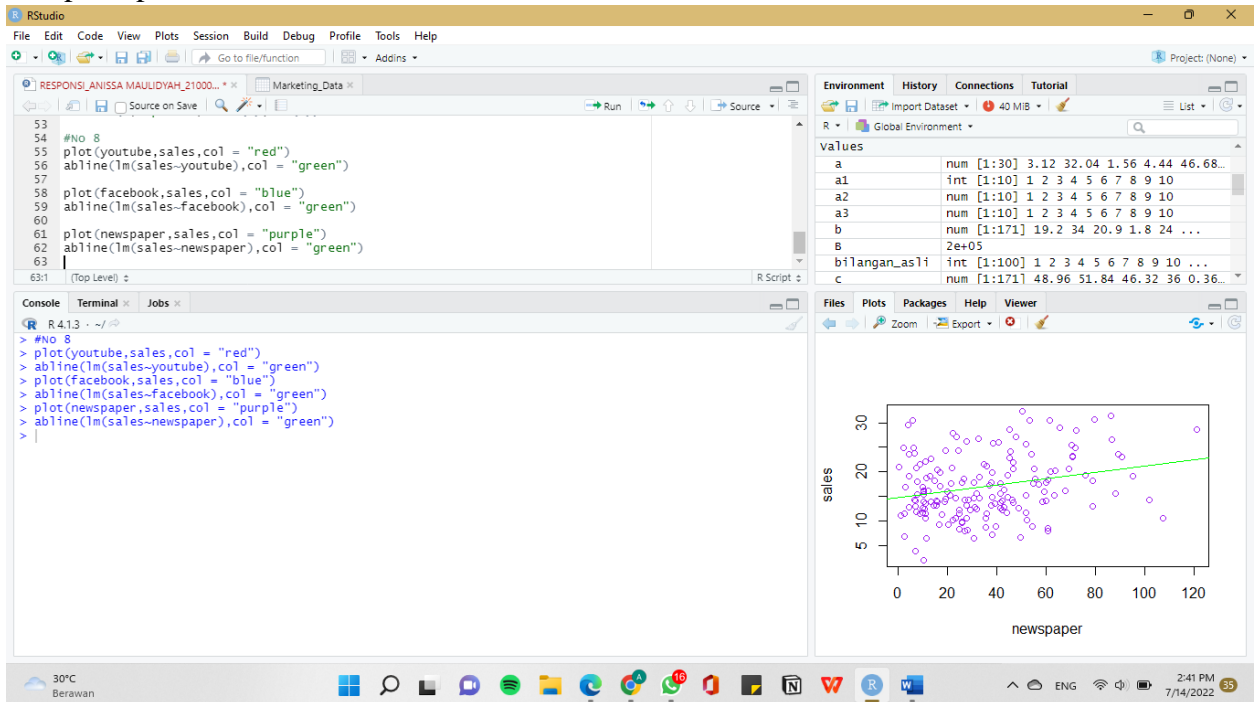 RStudio
File Edit Code View Plots Session Build Debug Profile Tools Help
Go to file/function Addins Project: (None)
RESPONSI_ANISSA MAULIDYAH_21000... * Marketing_Data
Source on Save Run Source
53
54 #No 8
55 plot(youtube,sales,col = "red")
56 abline(lm(sales~youtube),col = "green")
57
58 plot(facebook,sales,col = "blue")
59 abline(lm(sales~facebook),col = "green")
60
61 plot(newspaper,sales,col = "purple")
62 abline(lm(sales~newspaper),col = "green")
63
63:1 (Top Level) R Script
Console Terminal Jobs
R 4.1.3 · ~/
> #No 8
> plot(youtube,sales,col = "red")
> abline(lm(sales~youtube),col = "green")
> plot(facebook,sales,col = "blue")
> abline(lm(sales~facebook),col = "green")
> plot(newspaper,sales,col = "purple")
> abline(lm(sales~newspaper),col = "green")
>
Environment History Connections Tutorial
Import Dataset 40 MiB List
R Global Environment
Values
a num [1:30] 3.12 32.04 1.56 4.44 46.68...
a1 int [1:10] 1 2 3 4 5 6 7 8 9 10
a2 num [1:10] 1 2 3 4 5 6 7 8 9 10
a3 num [1:10] 1 2 3 4 5 6 7 8 9 10
b num [1:171] 19.2 34 20.9 1.8 24 ...
B 2e+05
bilangan_asli int [1:100] 1 2 3 4 5 6 7 8 9 10 ...
c num [1:171] 48.96 51.84 46.32 36 0.36...
Files Plots Packages Help Viewer
Zoom Export
30
20
10
5
sales
0 20 40 60 80 100 120
newspaper
30°C
Berawan
16
ENG
2:41 PM
7/14/2022
35